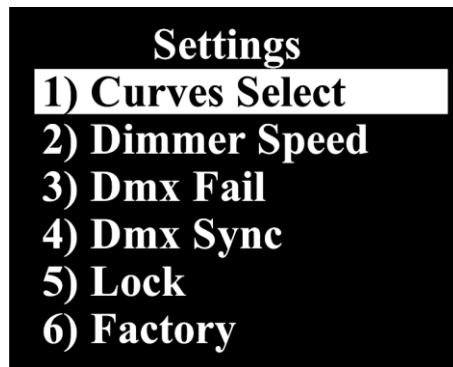 Settings
1) Curves Select
2) Dimmer Speed
3) Dmx Fail
4) Dmx Sync
5) Lock
6) Factory